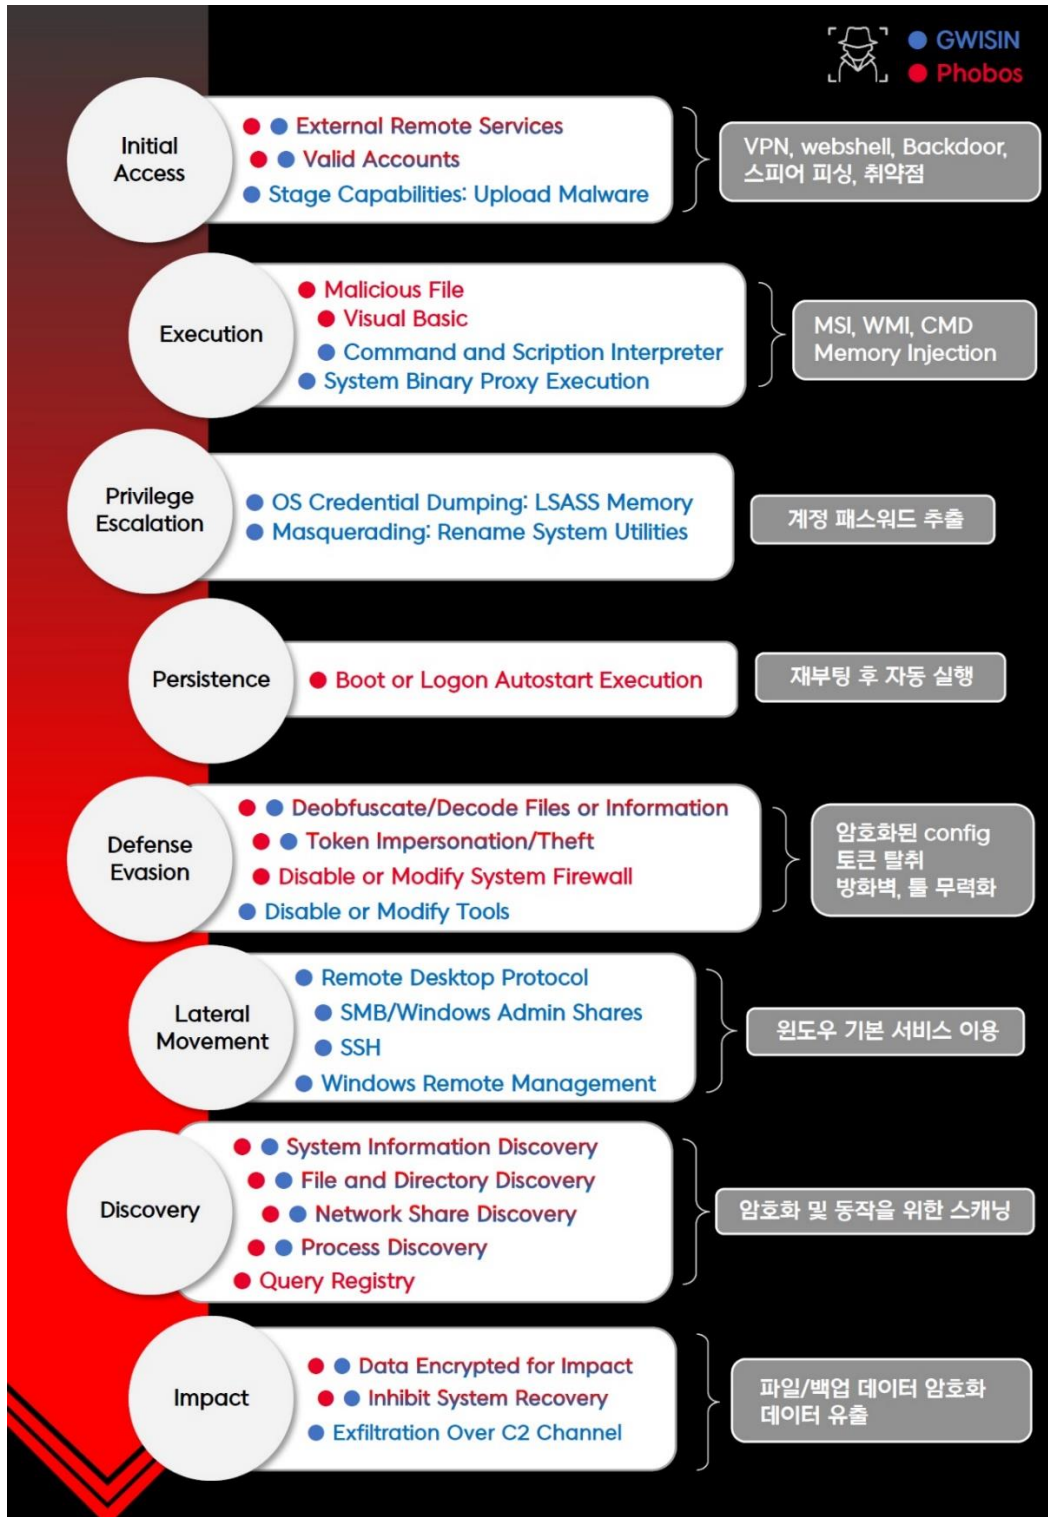 GWISIN
Phobos
Initial
Access
External Remote Services
Valid Accounts
Stage Capabilities: Upload Malware
VPN, webshell, Backdoor,
스피어 피싱, 취약점
Execution
Malicious File
Visual Basic
Command and Scription Interpreter
System Binary Proxy Execution
MSI, WMI, CMD
Memory Injection
Privilege
Escalation
OS Credential Dumping: LSASS Memory
Masquerading: Rename System Utilities
계정 패스워드 추출
Persistence
Boot or Logon Autostart Execution
재부팅 후 자동 실행
Defense
Evasion
Deobfuscate/Decode Files or Information
Token Impersonation/Theft
Disable or Modify System Firewall
Disable or Modify Tools
암호화된 config
토큰 탈취
방화벽, 툴 무력화
Lateral
Movement
Remote Desktop Protocol
SMB/Windows Admin Shares
SSH
Windows Remote Management
윈도우 기본 서비스 이용
Discovery
System Information Discovery
File and Directory Discovery
Network Share Discovery
Process Discovery
Query Registry
암호화 및 동작을 위한 스캐닝
Impact
Data Encrypted for Impact
Inhibit System Recovery
Exfiltration Over C2 Channel
파일/백업 데이터 암호화
데이터 유출